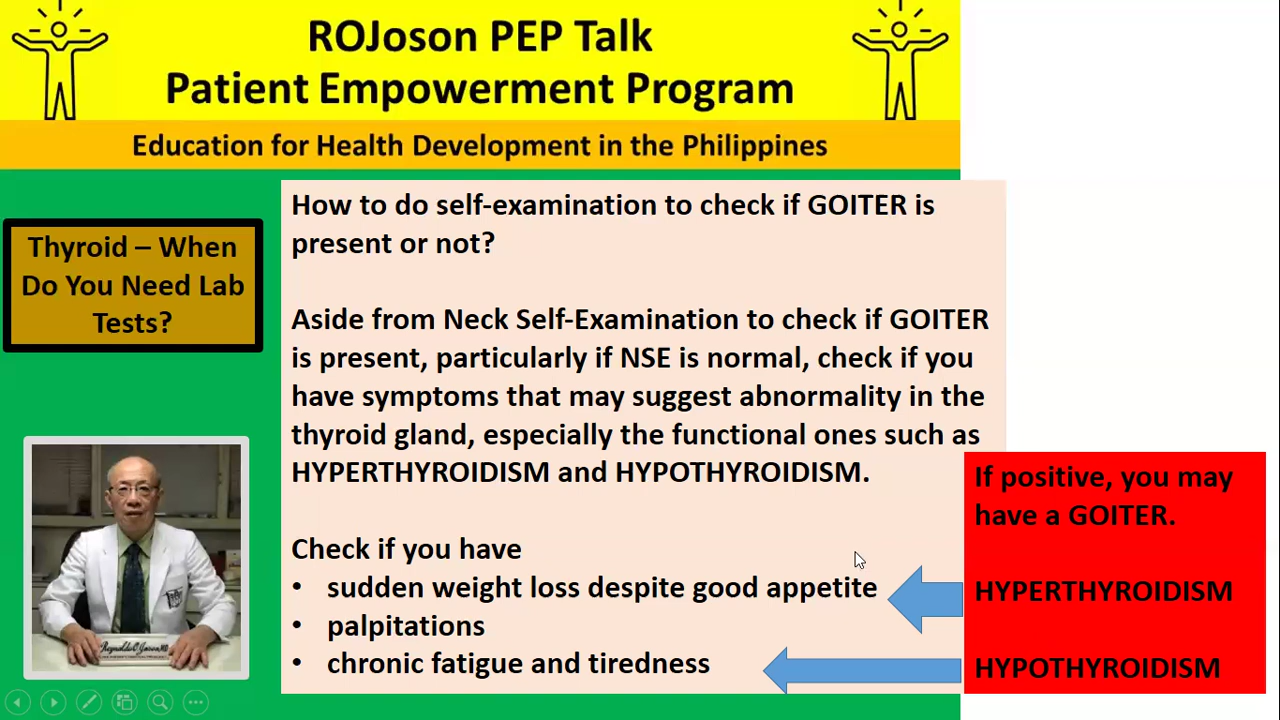 ROJoson PEP Talk
Patient Empowerment Program
Education for Health Development in the Philippines
Thyroid – When
Do You Need Lab
Tests?
How to do self-examination to check if GOITER is
present or not?
Aside from Neck Self-Examination to check if GOITER
is present, particularly if NSE is normal, check if you
have symptoms that may suggest abnormality in the
thyroid gland, especially the functional ones such as
HYPERTHYROIDISM and HYPOTHYROIDISM.
Check if you have
• sudden weight loss despite good appetite
• palpitations
• chronic fatigue and tiredness
If positive, you may
have a GOITER.
HYPERTHYROIDISM
HYPOTHYROIDISM